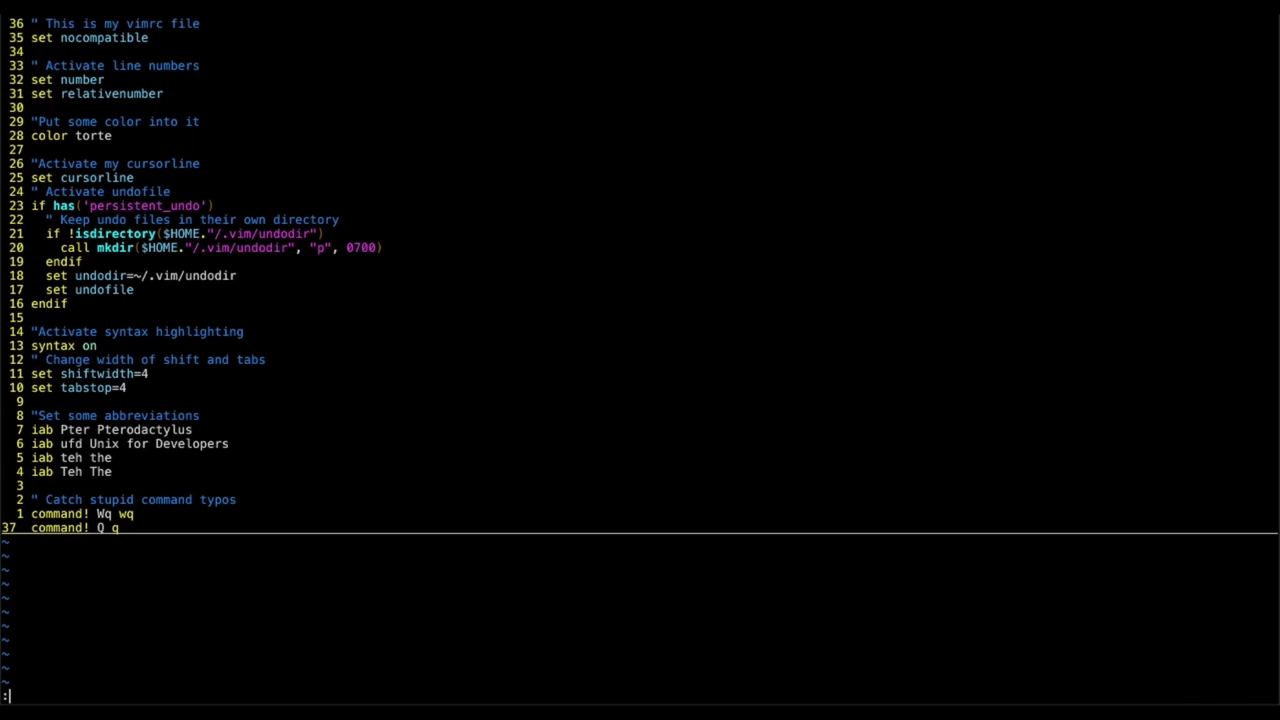 36 " This is my vimrc file
35 set nocompatible
34
33 " Activate line numbers
32 set number
31 set relativenumber
30
29 "Put some color into it
28 color torte
27
26 "Activate my cursorline
25 set cursorline
24 " Activate undofile
23 if has('persistent_undo')
22   " Keep undo files in their own directory
21   if !isdirectory($HOME."/.vim/undodir")
20     call mkdir($HOME."/.vim/undodir", "p", 0700)
19   endif
18   set undodir=~/.vim/undodir
17   set undofile
16 endif
15
14 "Activate syntax highlighting
13 syntax on
12 " Change width of shift and tabs
11 set shiftwidth=4
10 set tabstop=4
9
8 "Set some abbreviations
7 iab Pter Pterodactylus
6 iab ufd Unix for Developers
5 iab teh the
4 iab Teh The
3
2 " Catch stupid command typos
1 command! Wq wq
37 command! Q q
~
~
~
~
~
~
~
~
~
~
~
: